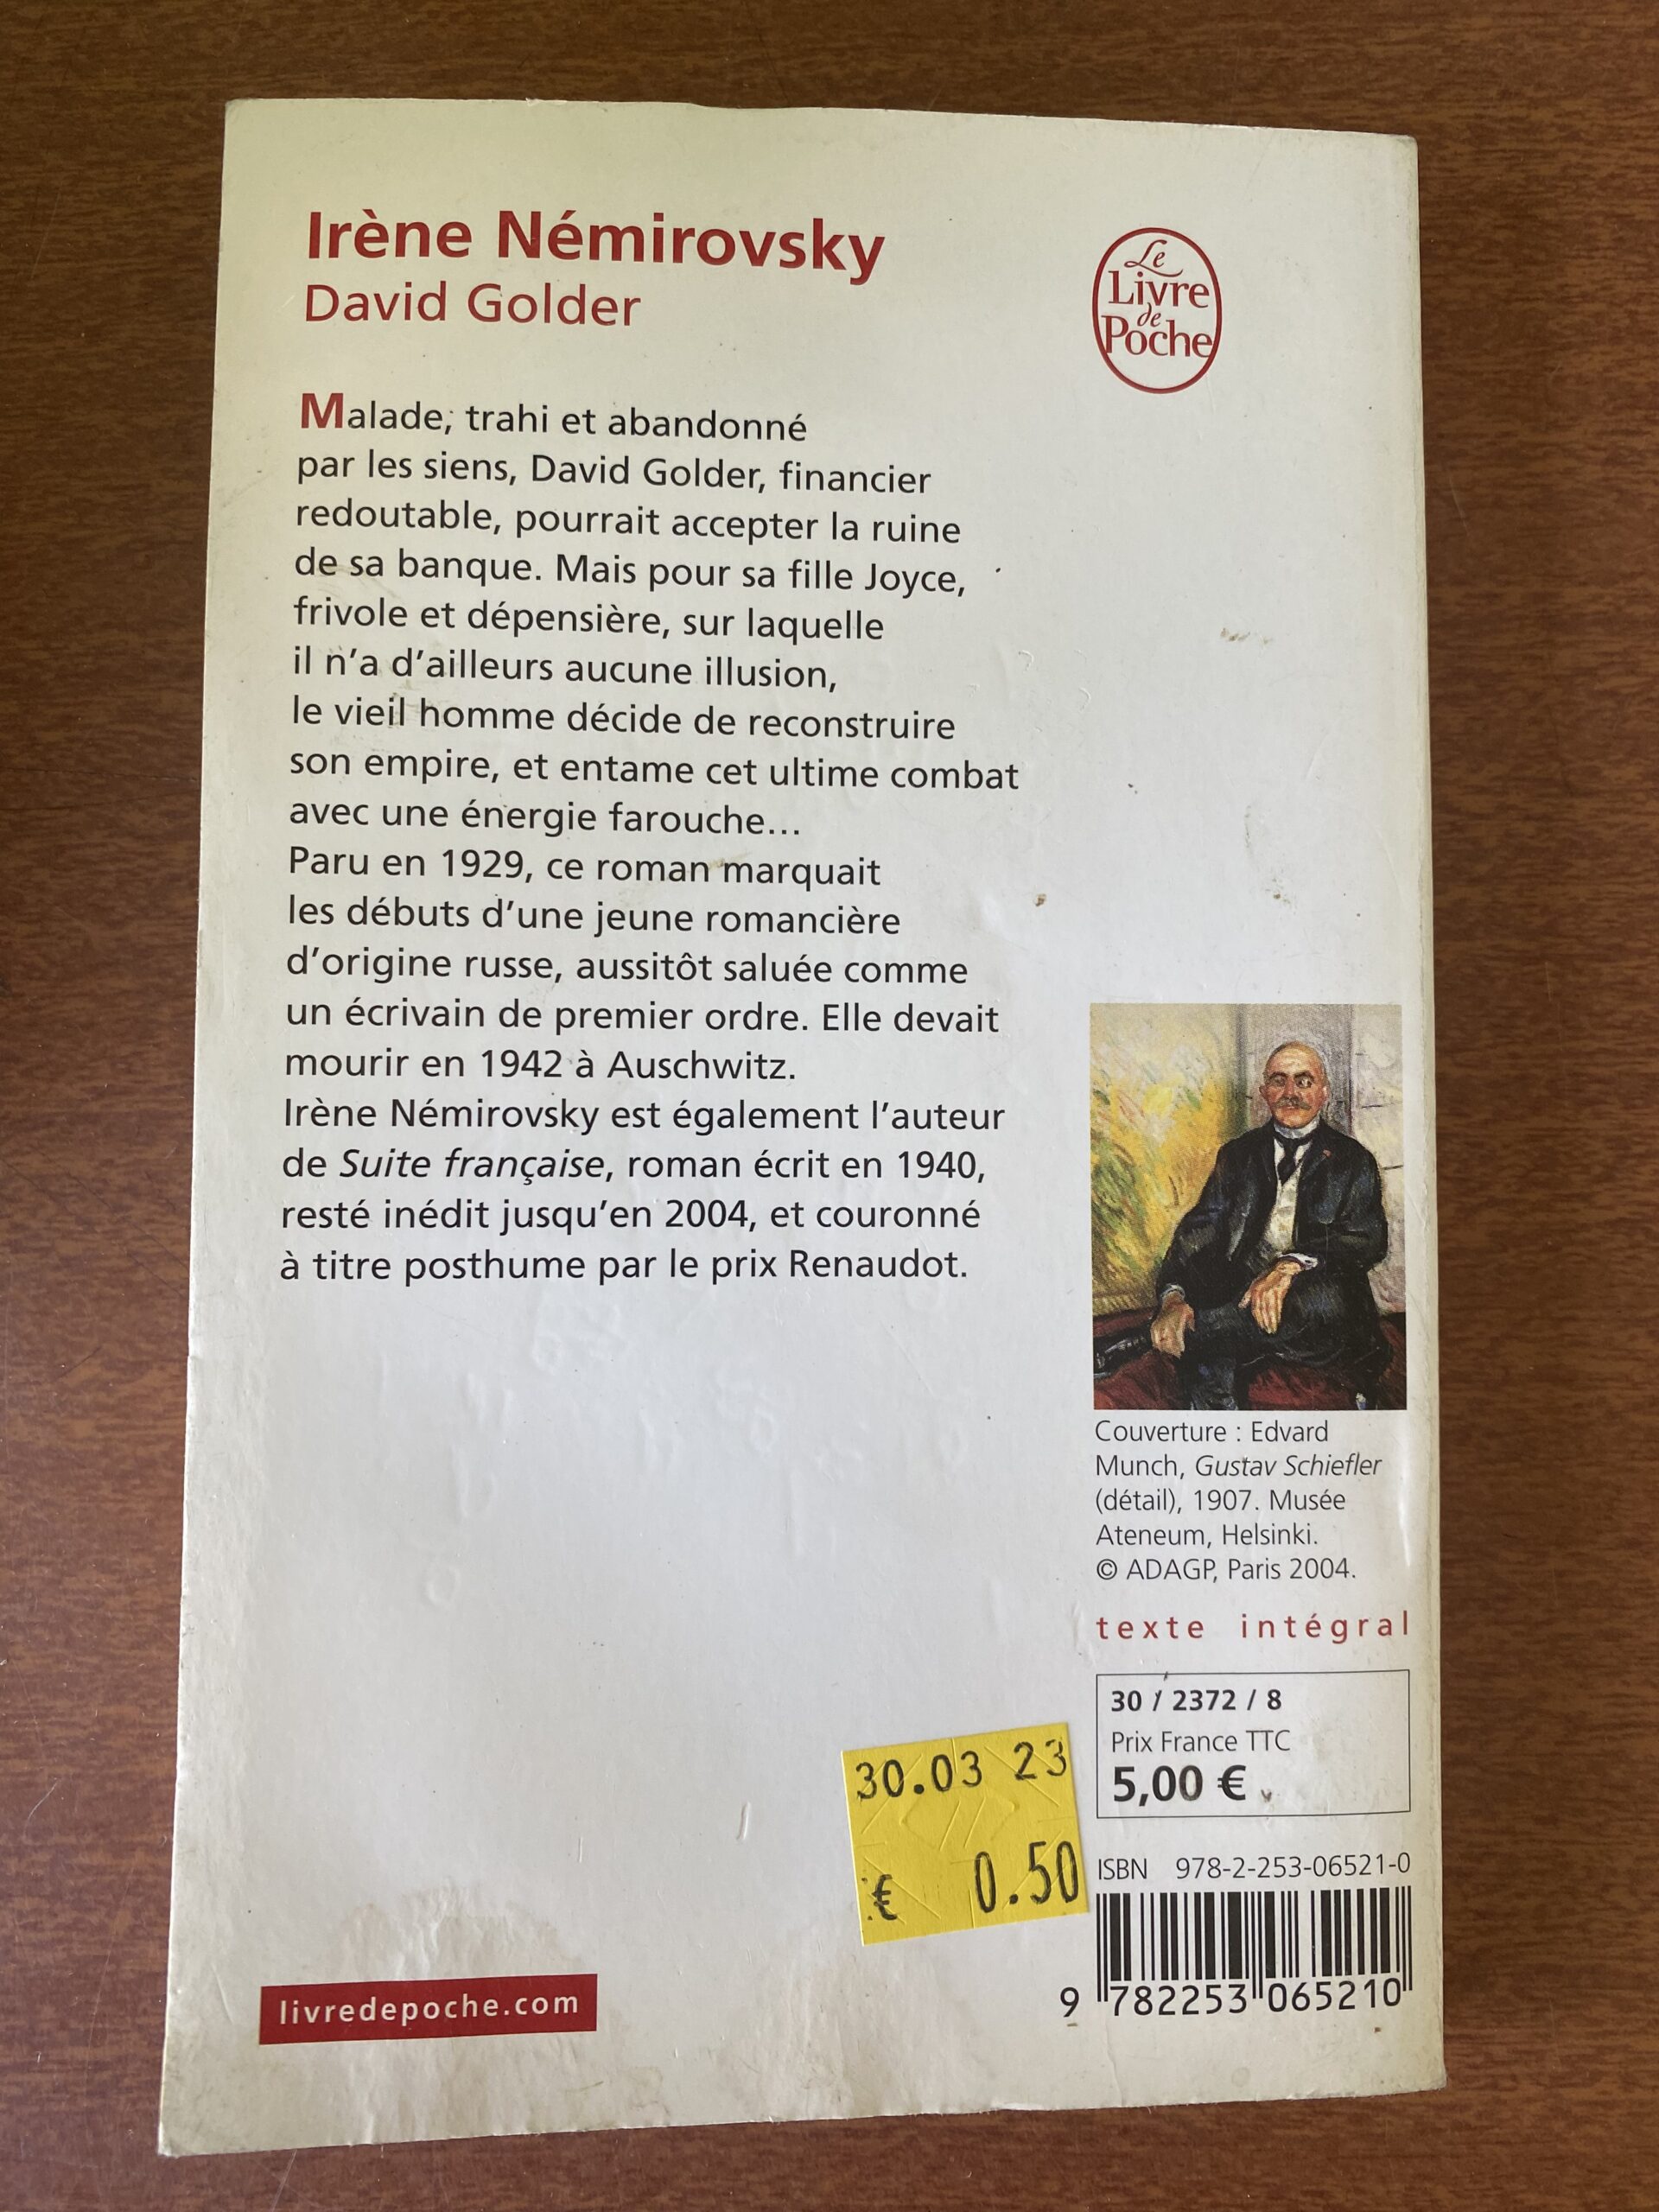 Irène Némirovsky
David Golder
Le
Livre
de
Poche
Malade, trahi et abandonné
par les siens, David Golder, financier
redoutable, pourrait accepter la ruine
de sa banque. Mais pour sa fille Joyce,
frivole et dépensière, sur laquelle
il n’a d’ailleurs aucune illusion,
le vieil homme décide de reconstruire
son empire, et entame cet ultime combat
avec une énergie farouche…
Paru en 1929, ce roman marquait
les débuts d’une jeune romancière
d’origine russe, aussitôt saluée comme
un écrivain de premier ordre. Elle devait
mourir en 1942 à Auschwitz.
Irène Némirovsky est également l’auteur
de Suite française, roman écrit en 1940,
resté inédit jusqu’en 2004, et couronné
à titre posthume par le prix Renaudot.
Couverture : Edvard
Munch, Gustav Schiefler
(détail), 1907. Musée
Ateneum, Helsinki.
© ADAGP, Paris 2004.
texte intégral
30 / 2372 / 8
Prix France TTC
5,00 €
30.03 23
€ 0.50
ISBN 978-2-253-06521-0
9 782253 065210
livredepoche.com